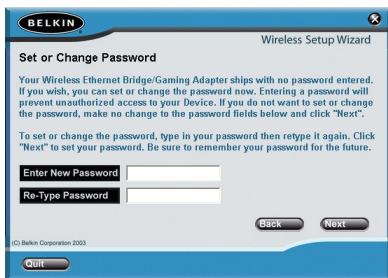 BELKIN
Wireless Setup Wizard
Set or Change Password
Your Wireless Ethernet Bridge/Gaming Adapter ships with no password entered.
If you wish, you can set or change the password now. Entering a password will
prevent unauthorized access to your Device. If you do not want to set or change
the password, make no change to the password fields below and click "Next".
To set or change the password, type in your password then retype it again. Click
"Next" to set your password. Be sure to remember your password for the future.
Enter New Password
Re-Type Password
Back Next
(C) Belkin Corporation 2003
Quit